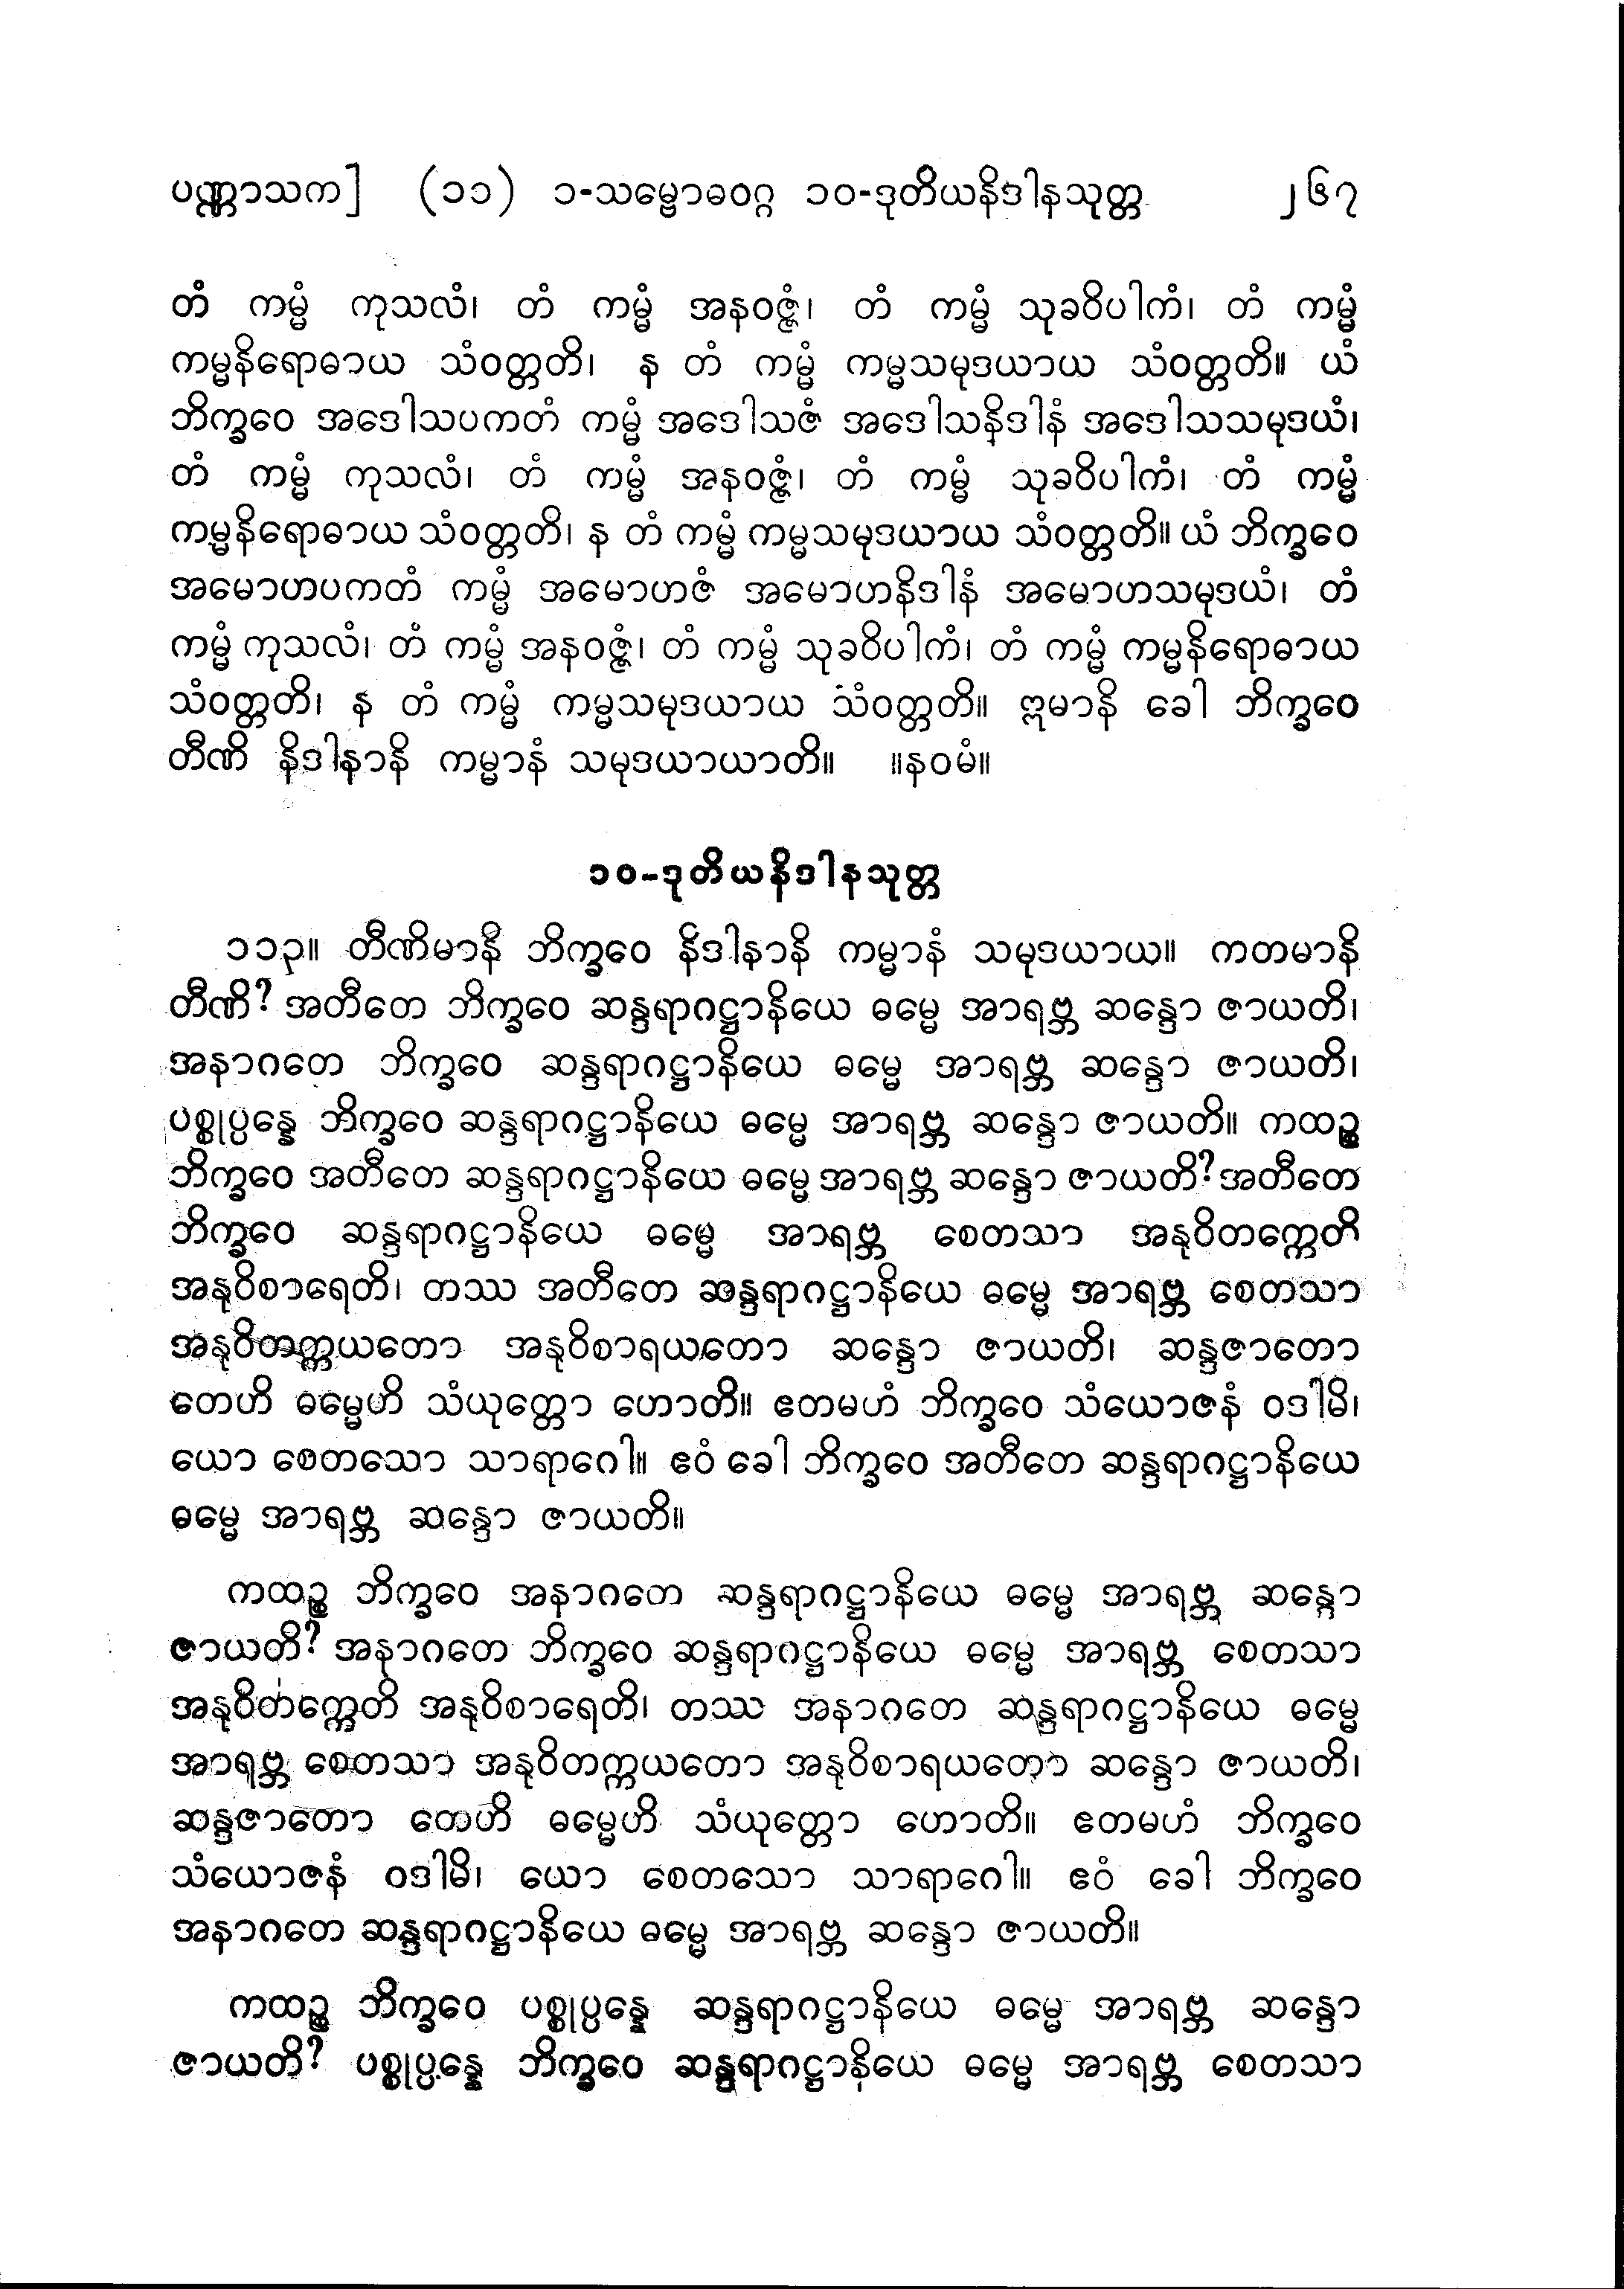 ပဏ္ဏာသက] (၁၁) ၁-သမ္ဗောဓဝဂ္ဂ ၁၀-ဒုတိယနိဒါနသုတ္တ ၂၆၇
တံ ကမ္မံ ကုသလံ၊ တံ ကမ္မံ အနဝဇ္ဇံ၊ တံ ကမ္မံ သုခဝိပါကံ၊ တံ ကမ္မံ
ကမ္မနိရောဓာယ သံဝတ္တတိ၊ န တံ ကမ္မံ ကမ္မသမုဒယာယ သံဝတ္တတိ။ ယံ
ဘိက္ခဝေ အဒေါသပကတံ ကမ္မံ အဒေါသဇံ အဒေါသနိဒါနံ အဒေါသသမုဒယံ၊
တံ ကမ္မံ ကုသလံ၊ တံ ကမ္မံ အနဝဇ္ဇံ၊ တံ ကမ္မံ သုခဝိပါကံ၊ တံ ကမ္မံ
ကမ္မနိရောဓာယ သံဝတ္တတိ၊ န တံ ကမ္မံ ကမ္မသမုဒယာယ သံဝတ္တတိ။ ယံ ဘိက္ခဝေ
အမောဟပကတံ ကမ္မံ အမောဟဇံ အမောဟနိဒါနံ အမောဟသမုဒယံ၊ တံ
ကမ္မံ ကုသလံ၊ တံ ကမ္မံ အနဝဇ္ဇံ၊ တံ ကမ္မံ သုခဝိပါကံ၊ တံ ကမ္မံ ကမ္မနိရောဓာယ
သံဝတ္တတိ၊ န တံ ကမ္မံ ကမ္မသမုဒယာယ သံဝတ္တတိ။ ဣမာနိ ခေါ ဘိက္ခဝေ
တီဏိ နိဒါနာနိ ကမ္မာနံ သမုဒယာယာတိ။ ။နဝမံ။
၁၀-ဒုတိယနိဒါနသုတ္တ
၁၁၃။ တီဏိမာနိ ဘိက္ခဝေ နိဒါနာနိ ကမ္မာနံ သမုဒယာယ။ ကတမာနိ
တီဏိ? အတီတေ ဘိက္ခဝေ ဆန္ဒရာဂဋ္ဌာနိယေ ဓမ္မေ အာရဗ္ဘ ဆန္ဒော ဇာယတိ၊
အနာဂတေ ဘိက္ခဝေ ဆန္ဒရာဂဋ္ဌာနိယေ ဓမ္မေ အာရဗ္ဘ ဆန္ဒော ဇာယတိ၊
ပစ္စုပ္ပန္နေ ဘိက္ခဝေ ဆန္ဒရာဂဋ္ဌာနိယေ ဓမ္မေ အာရဗ္ဘ ဆန္ဒော ဇာယတိ။ ကထဉ္စ
ဘိက္ခဝေ အတီတေ ဆန္ဒရာဂဋ္ဌာနိယေ ဓမ္မေ အာရဗ္ဘ ဆန္ဒော ဇာယတိ? အတီတေ
ဘိက္ခဝေ ဆန္ဒရာဂဋ္ဌာနိယေ ဓမ္မေ အာရဗ္ဘ စေတသာ အနုဝိတက္ကေတိ
အနုဝိစာရေတိ၊ တဿ အတီတေ ဆန္ဒရာဂဋ္ဌာနိယေ ဓမ္မေ အာရဗ္ဘ စေတသာ
အနုဝိတက္ကယတော အနုဝိစာရယတော ဆန္ဒော ဇာယတိ၊ ဆန္ဒဇာတော
တေဟိ ဓမ္မေဟိ သံယုတ္တော ဟောတိ။ ဧတမဟံ ဘိက္ခဝေ သံယောဇနံ ဝဒါမိ၊
ယော စေတသော သာရာဂေါ။ ဧဝံ ခေါ ဘိက္ခဝေ အတီတေ ဆန္ဒရာဂဋ္ဌာနိယေ
ဓမ္မေ အာရဗ္ဘ ဆန္ဒော ဇာယတိ။
ကထဉ္စ ဘိက္ခဝေ အနာဂတေ ဆန္ဒရာဂဋ္ဌာနိယေ ဓမ္မေ အာရဗ္ဘ ဆန္ဒော
ဇာယတိ? အနာဂတေ ဘိက္ခဝေ ဆန္ဒရာဂဋ္ဌာနိယေ ဓမ္မေ အာရဗ္ဘ စေတသာ
အနုဝိတက္ကေတိ အနုဝိစာရေတိ၊ တဿ အနာဂတေ ဆန္ဒရာဂဋ္ဌာနိယေ ဓမ္မေ
အာရဗ္ဘ စေတသာ အနုဝိတက္ကယတော အနုဝိစာရယတော ဆန္ဒော ဇာယတိ၊
ဆန္ဒဇာတော တေဟိ ဓမ္မေဟိ သံယုတ္တော ဟောတိ။ ဧတမဟံ ဘိက္ခဝေ
သံယောဇနံ ဝဒါမိ၊ ယော စေတသော သာရာဂေါ။ ဧဝံ ခေါ ဘိက္ခဝေ
အနာဂတေ ဆန္ဒရာဂဋ္ဌာနိယေ ဓမ္မေ အာရဗ္ဘ ဆန္ဒော ဇာယတိ။
ကထဉ္စ ဘိက္ခဝေ ပစ္စုပ္ပန္နေ ဆန္ဒရာဂဋ္ဌာနိယေ ဓမ္မေ အာရဗ္ဘ ဆန္ဒော
ဇာယတိ? ပစ္စုပ္ပန္နေ ဘိက္ခဝေ ဆန္ဒရာဂဋ္ဌာနိယေ ဓမ္မေ အာရဗ္ဘ စေတသာ